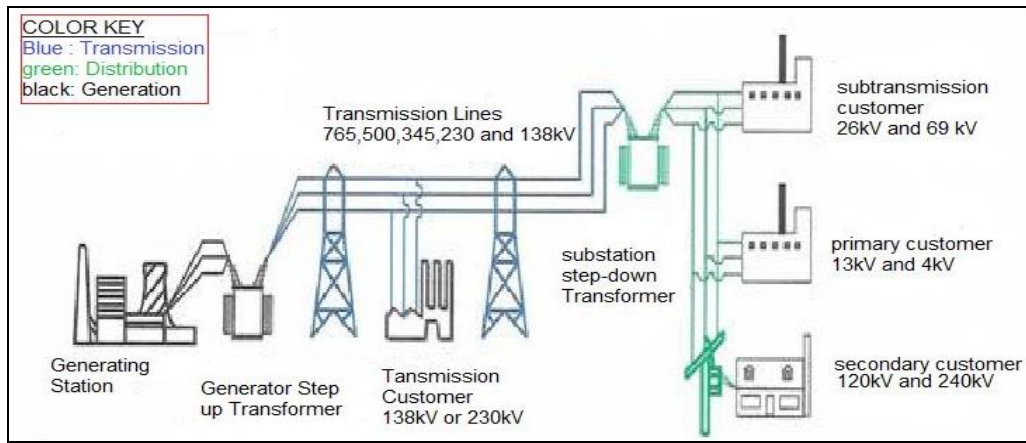 COLOR KEY
Blue : Transmission
green: Distribution
black: Generation
Transmission Lines
765,500,345,230 and 138kV
subtransmission
customer
26kV and 69 kV
substation
step-down
Transformer
primary customer
13kV and 4kV
Generating
Station
Generator Step
up Transformer
Tansmission
Customer
138kV or 230kV
secondary customer
120kV and 240kV